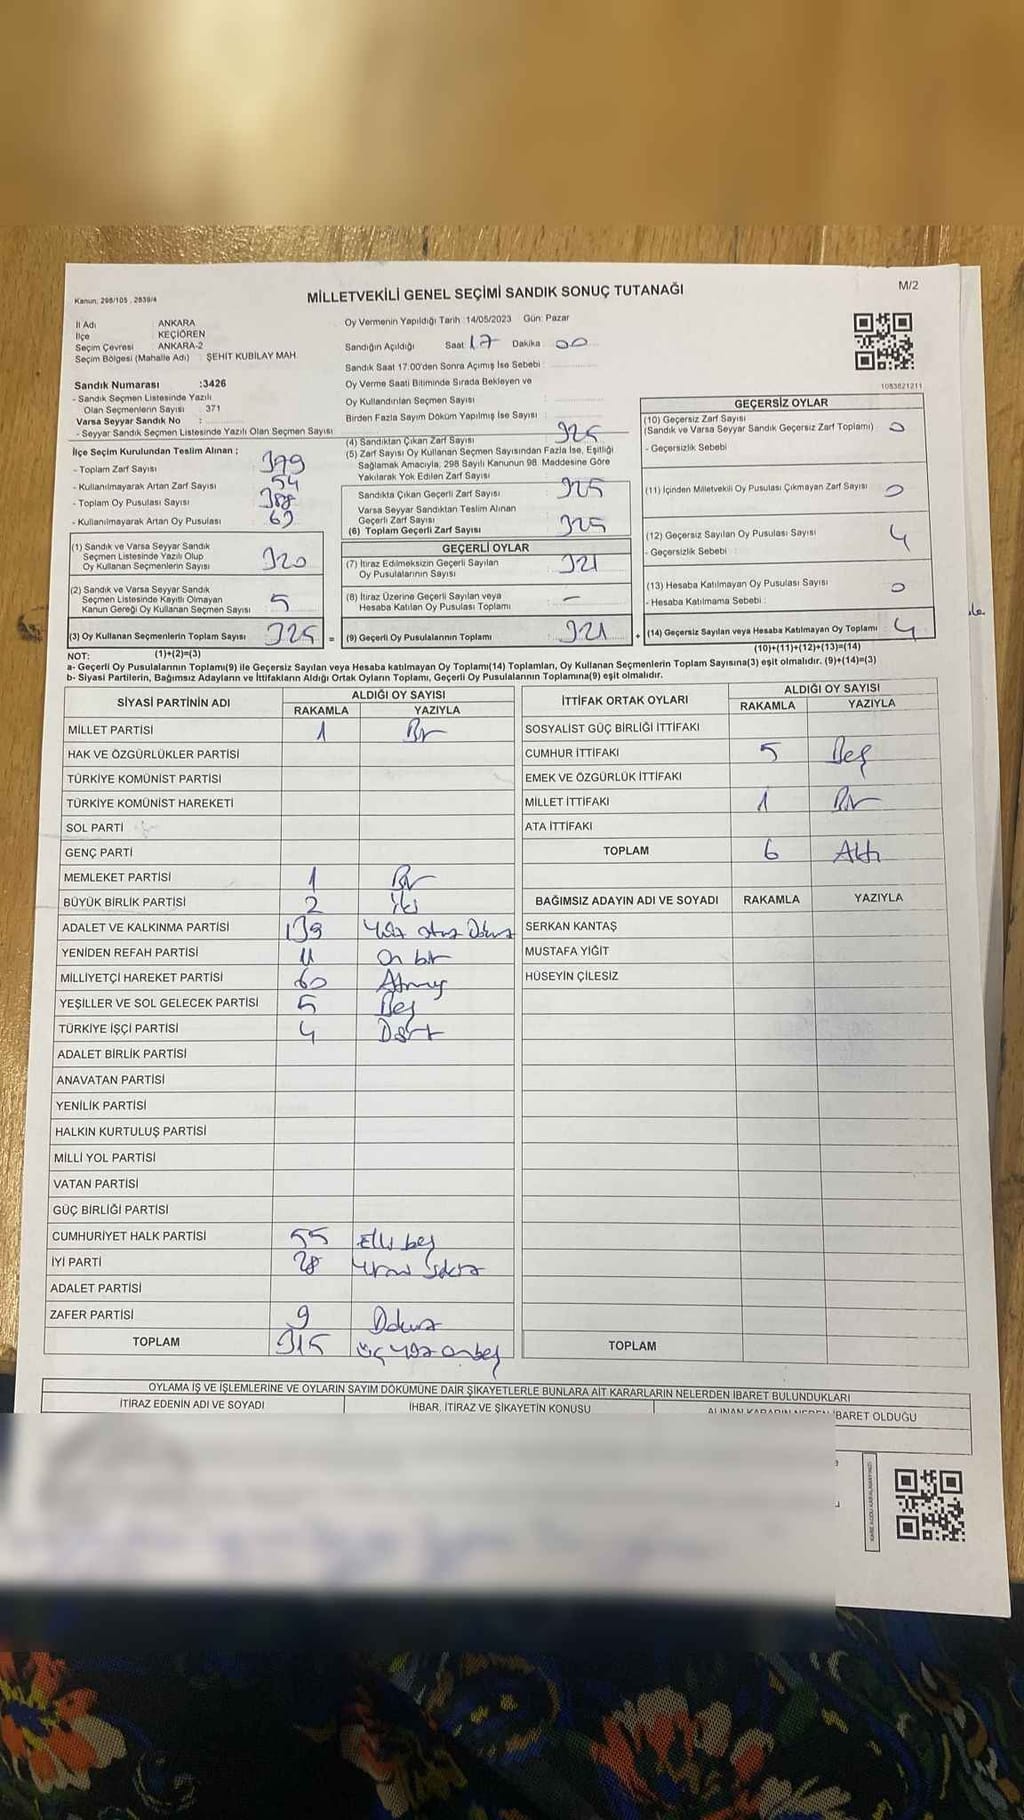 Kanun: 298/105 , 2839/4
MİLLETVEKİLİ GENEL SEÇİMİ SANDIK SONUÇ TUTANAĞI
M/2
İl Adı ANKARA
İlçe KEÇİÖREN
Seçim Çevresi ANKARA-2
Seçim Bölgesi (Mahalle Adı) : ŞEHİT KUBİLAY MAH.
Sandık Numarası :3426
- Sandık Seçmen Listesinde Yazılı
Olan Seçmenlerin Sayısı 371
Varsa Seyyar Sandık No :
- Seyyar Sandık Seçmen Listesinde Yazılı Olan Seçmen Sayısı
İlçe Seçim Kurulundan Teslim Alınan ;
- Toplam Zarf Sayısı 379
- Kullanılmayarak Artan Zarf Sayısı 54
- Toplam Oy Pusulası Sayısı 388
- Kullanılmayarak Artan Oy Pusulası 63
(1) Sandık ve Varsa Seyyar Sandık
Seçmen Listesinde Yazılı Olup
Oy Kullanan Seçmenlerin Sayısı 320
(2) Sandık ve Varsa Seyyar Sandık
Seçmen Listesinde Kayıtlı Olmayan
Kanun Gereği Oy Kullanan Seçmen Sayısı 5
(3) Oy Kullanan Seçmenlerin Toplam Sayısı 325 =
Oy Vermenin Yapıldığı Tarih :14/05/2023 Gün: Pazar
Sandığın Açıldığı Saat 17 Dakika 00
Sandık Saat 17.00'den Sonra Açımış İse Sebebi :
Oy Verme Saati Bitiminde Sırada Bekleyen ve
Oy Kullandırılan Seçmen Sayısı
Birden Fazla Sayım Döküm Yapılmış İse Sayısı
(4) Sandıktan Çıkan Zarf Sayısı 325
(5) Zarf Sayısı Oy Kullanan Seçmen Sayısından Fazla İse, Eşitliği
Sağlamak Amacıyla, 298 Sayılı Kanunun 98. Maddesine Göre
Yakılarak Yok Edilen Zarf Sayısı
Sandıkta Çıkan Geçerli Zarf Sayısı 325
Varsa Seyyar Sandıktan Teslim Alınan
Geçerli Zarf Sayısı
(6) Toplam Geçerli Zarf Sayısı 325
GEÇERLİ OYLAR
(7) İtiraz Edilmeksizin Geçerli Sayılan
Oy Pusulalarının Sayısı 321
(8) İtiraz Üzerine Geçerli Sayılan veya
Hesaba Katılan Oy Pusulası Toplamı –
(9) Geçerli Oy Pusulalarının Toplamı 321 +
1083821211
GEÇERSİZ OYLAR
(10) Geçersiz Zarf Sayısı
(Sandık ve Varsa Seyyar Sandık Geçersiz Zarf Toplamı) 0
- Geçersizlik Sebebi
(11) İçinden Milletvekili Oy Pusulası Çıkmayan Zarf Sayısı 0
(12) Geçersiz Sayılan Oy Pusulası Sayısı 4
- Geçersizlik Sebebi :
(13) Hesaba Katılmayan Oy Pusulası Sayısı 0
- Hesaba Katılmama Sebebi :
(14) Geçersiz Sayılan veya Hesaba Katılmayan Oy Toplamı 4
(10)+(11)+(12)+(13)=(14)
NOT: (1)+(2)=(3)
a- Geçerli Oy Pusulalarının Toplamı(9) ile Geçersiz Sayılan veya Hesaba katılmayan Oy Toplamı(14) Toplamları, Oy Kullanan Seçmenlerin Toplam Sayısına(3) eşit olmalıdır. (9)+(14)=(3)
b- Siyasi Partilerin, Bağımsız Adayların ve İttifakların Aldığı Ortak Oyların Toplamı, Geçerli Oy Pusulalarının Toplamına(9) eşit olmalıdır.
SİYASİ PARTİNİN ADI ALDIĞI OY SAYISI
RAKAMLA YAZIYLA
MİLLET PARTİSİ 1 Bir
HAK VE ÖZGÜRLÜKLER PARTİSİ
TÜRKİYE KOMÜNİST PARTİSİ
TÜRKİYE KOMÜNİST HAREKETİ
SOL PARTİ
GENÇ PARTİ
MEMLEKET PARTİSİ 1 Bir
BÜYÜK BİRLİK PARTİSİ 2 İki
ADALET VE KALKINMA PARTİSİ 139 Yüz otuz Dokuz
YENİDEN REFAH PARTİSİ 11 On bir
MİLLİYETÇİ HAREKET PARTİSİ 60 Atmış
YEŞİLLER VE SOL GELECEK PARTİSİ 5 Beş
TÜRKİYE İŞÇİ PARTİSİ 4 Dört
ADALET BİRLİK PARTİSİ
ANAVATAN PARTİSİ
YENİLİK PARTİSİ
HALKIN KURTULUŞ PARTİSİ
MİLLİ YOL PARTİSİ
VATAN PARTİSİ
GÜÇ BİRLİĞİ PARTİSİ
CUMHURİYET HALK PARTİSİ 55 Elli beş
İYİ PARTİ 28 Yirmi sekiz
ADALET PARTİSİ
ZAFER PARTİSİ 9 Dokuz
TOPLAM 315 üç yüz onbeş
İTTİFAK ORTAK OYLARI ALDIĞI OY SAYISI
RAKAMLA YAZIYLA
SOSYALİST GÜÇ BİRLİĞİ İTTİFAKI
CUMHUR İTTİFAKI 5 Beş
EMEK VE ÖZGÜRLÜK İTTİFAKI
MİLLET İTTİFAKI 1 Bir
ATA İTTİFAKI
TOPLAM 6 Altı
BAĞIMSIZ ADAYIN ADI VE SOYADI RAKAMLA YAZIYLA
SERKAN KANTAŞ
MUSTAFA YİĞİT
HÜSEYİN ÇİLESİZ
TOPLAM
OYLAMA İŞ VE İŞLEMLERİNE VE OYLARIN SAYIM DÖKÜMÜNE DAİR ŞİKAYETLERLE BUNLARA AİT KARARLARIN NELERDEN İBARET BULUNDUKLARI
İTİRAZ EDENİN ADI VE SOYADI İHBAR, İTİRAZ VE ŞİKAYETİN KONUSU ALINAN KARARIN NEDEN İBARET OLDUĞU